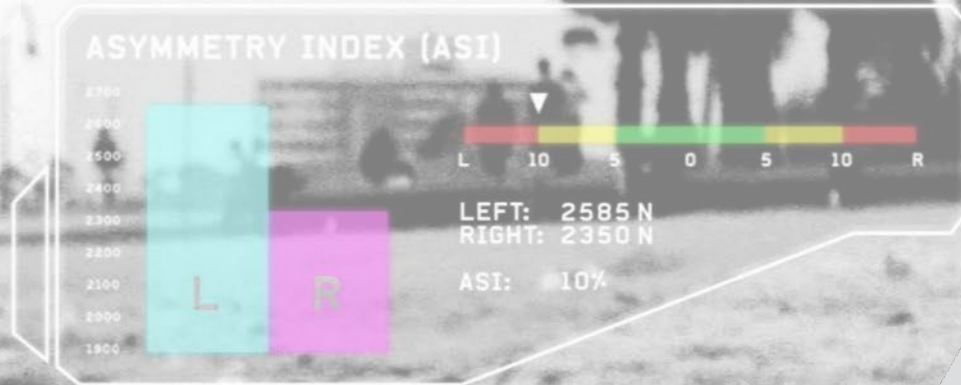 ASYMMETRY INDEX (ASI)
2700
2600
2500
2400
2300
2200
2100
2000
1900
L
R
L 10 5 0 5 10 R
LEFT: 2585 N
RIGHT: 2350 N
ASI: 10%